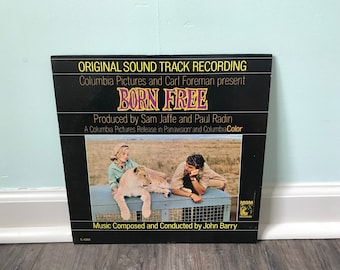 ORIGINAL SOUND TRACK RECORDING
Columbia Pictures and Carl Foreman present
BORN FREE
Produced by Sam Jaffe and Paul Radin
A Columbia Pictures Release in Panavision and ColumbiaColor
MGM
Music Composed and Conducted by John Barry